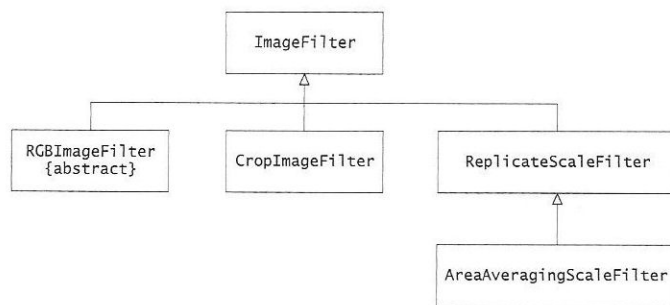 ImageFilter
RGBImageFilter
{abstract}
CropImageFilter
ReplicateScaleFilter
AreaAveragingScaleFilter